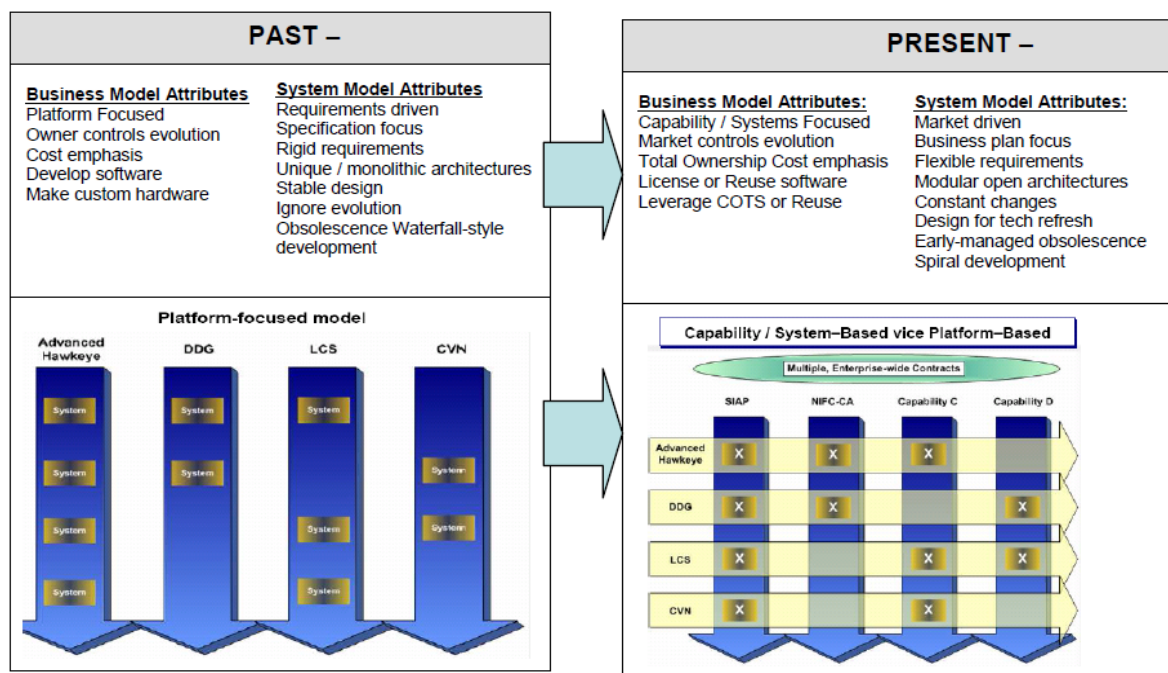 PAST –
Business Model Attributes
Platform Focused
Owner controls evolution
Cost emphasis
Develop software
Make custom hardware
System Model Attributes
Requirements driven
Specification focus
Rigid requirements
Unique / monolithic architectures
Stable design
Ignore evolution
Obsolescence Waterfall-style
development
Platform-focused model
Advanced
Hawkeye
DDG
LCS
CVN
System
System
System
System
System
System
System
System
System
System
System
PRESENT –
Business Model Attributes:
Capability / Systems Focused
Market controls evolution
Total Ownership Cost emphasis
License or Reuse software
Leverage COTS or Reuse
System Model Attributes:
Market driven
Business plan focus
Flexible requirements
Modular open architectures
Constant changes
Design for tech refresh
Early-managed obsolescence
Spiral development
Capability / System–Based vice Platform–Based
Multiple, Enterprise-wide Contracts
SIAP NIFC-CA Capability C Capability D
Advanced
Hawkeye
X X X
DDG X X X
LCS X X X
CVN X X